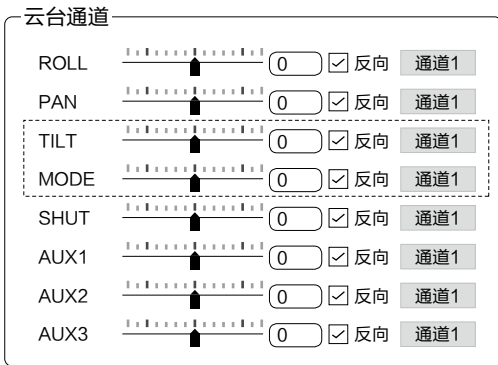 云台通道
ROLL 0 反向 通道1
PAN 0 反向 通道1
TILT 0 反向 通道1
MODE 0 反向 通道1
SHUT 0 反向 通道1
AUX1 0 反向 通道1
AUX2 0 反向 通道1
AUX3 0 反向 通道1